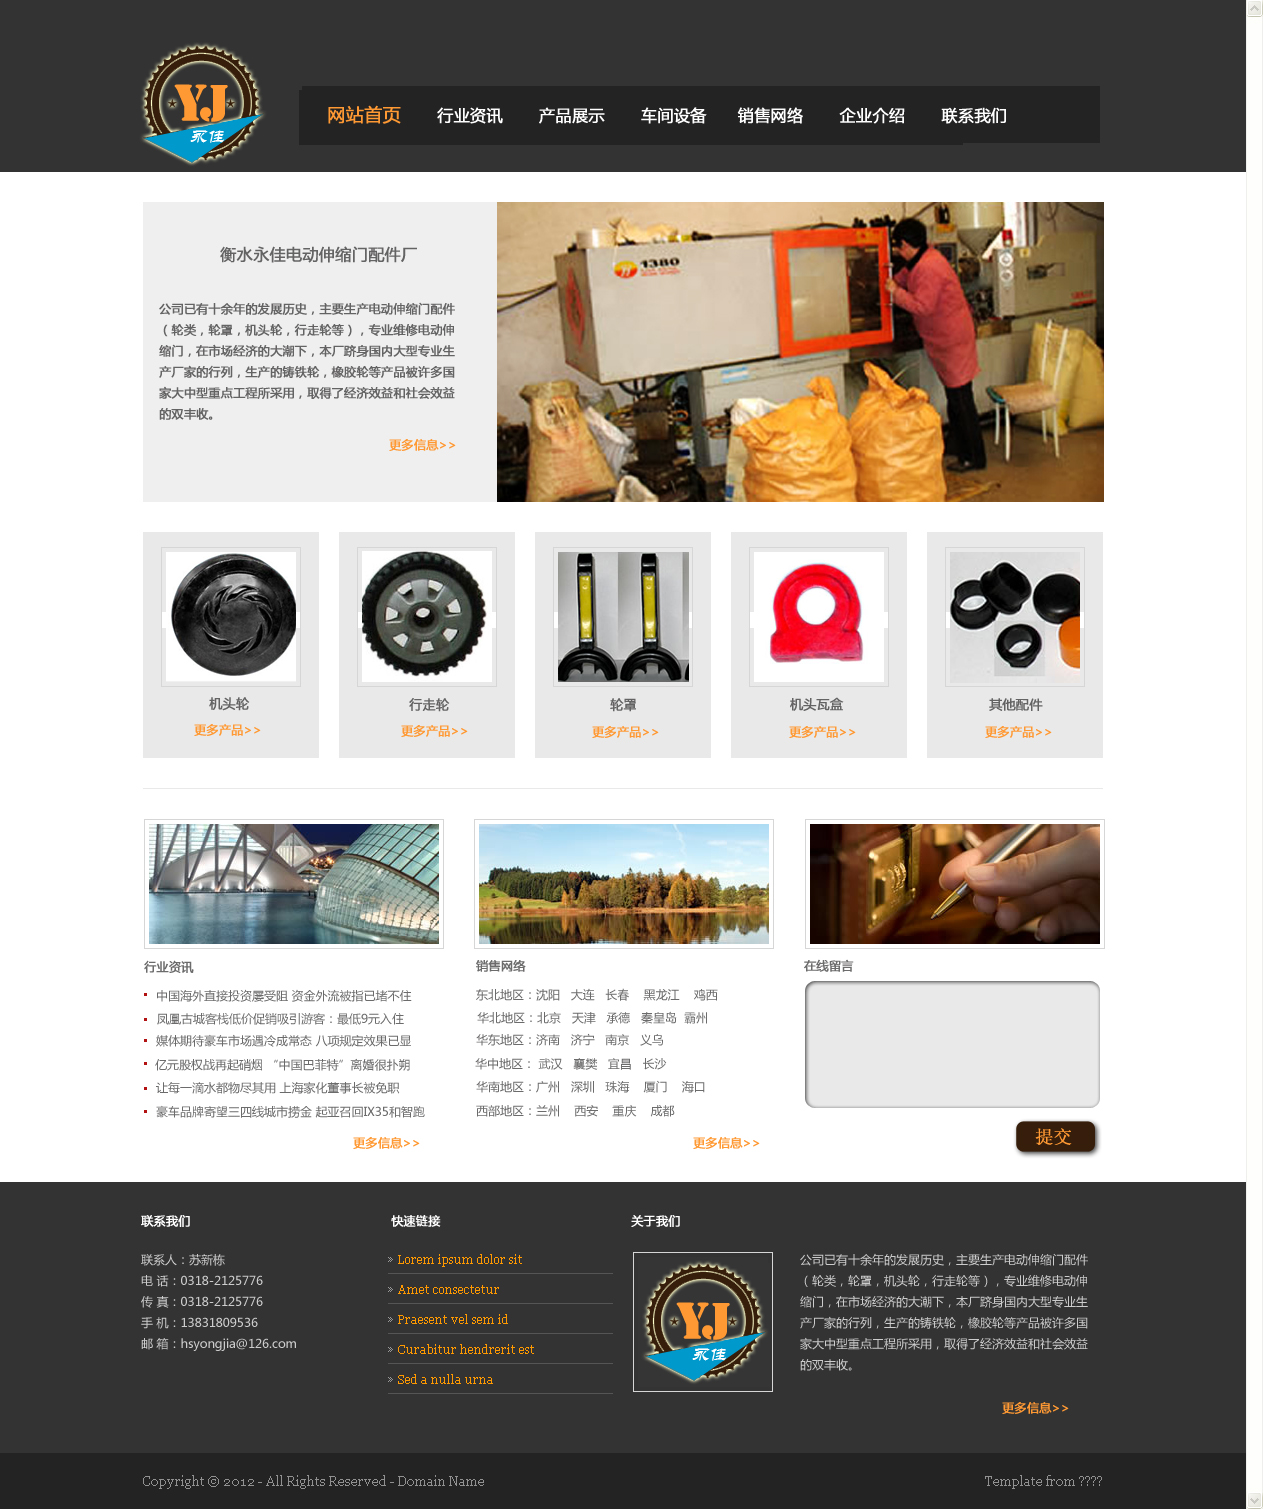 YJ
永佳
网站首页 行业资讯 产品展示 车间设备 销售网络 企业介绍 联系我们
衡水永佳电动伸缩门配件厂
公司已有十余年的发展历史，主要生产电动伸缩门配件
（轮类，轮罩，机头轮，行走轮等），专业维修电动伸
缩门，在市场经济的大潮下，本厂跻身国内大型专业生
产厂家的行列，生产的铸铁轮，橡胶轮等产品被许多国
家大中型重点工程所采用，取得了经济效益和社会效益
的双丰收。
更多信息>>
1380
机头轮 行走轮 轮罩 机头瓦盒 其他配件
更多产品>> 更多产品>> 更多产品>> 更多产品>> 更多产品>>
行业资讯
中国海外直接投资屡受阻 资金外流被指已堵不住
凤凰古城客栈低价促销吸引游客：最低9元入住
媒体期待豪车市场遇冷成常态 八项规定效果已显
亿元股权战再起硝烟 “中国巴菲特”离婚很扑朔
让每一滴水都物尽其用 上海家化董事长被免职
豪车品牌寄望三四线城市捞金 起亚召回IX35和智跑
更多信息>>
销售网络
东北地区：沈阳 大连 长春 黑龙江 鸡西
华北地区：北京 天津 承德 秦皇岛 霸州
华东地区：济南 济宁 南京 义乌
华中地区： 武汉 襄樊 宜昌 长沙
华南地区：广州 深圳 珠海 厦门 海口
西部地区：兰州 西安 重庆 成都
更多信息>>
在线留言
提交
联系我们
联系人：苏新栋
电 话：0318-2125776
传 真：0318-2125776
手 机：13831809536
邮 箱：hsyongjia@126.com
快速链接
» Lorem ipsum dolor sit
» Amet consectetur
» Praesent vel sem id
» Curabitur hendrerit est
» Sed a nulla urna
关于我们
YJ
永佳
公司已有十余年的发展历史，主要生产电动伸缩门配件
（轮类，轮罩，机头轮，行走轮等），专业维修电动伸
缩门，在市场经济的大潮下，本厂跻身国内大型专业生
产厂家的行列，生产的铸铁轮，橡胶轮等产品被许多国
家大中型重点工程所采用，取得了经济效益和社会效益
的双丰收。
更多信息>>
Copyright © 2012 - All Rights Reserved - Domain Name
Template from ????